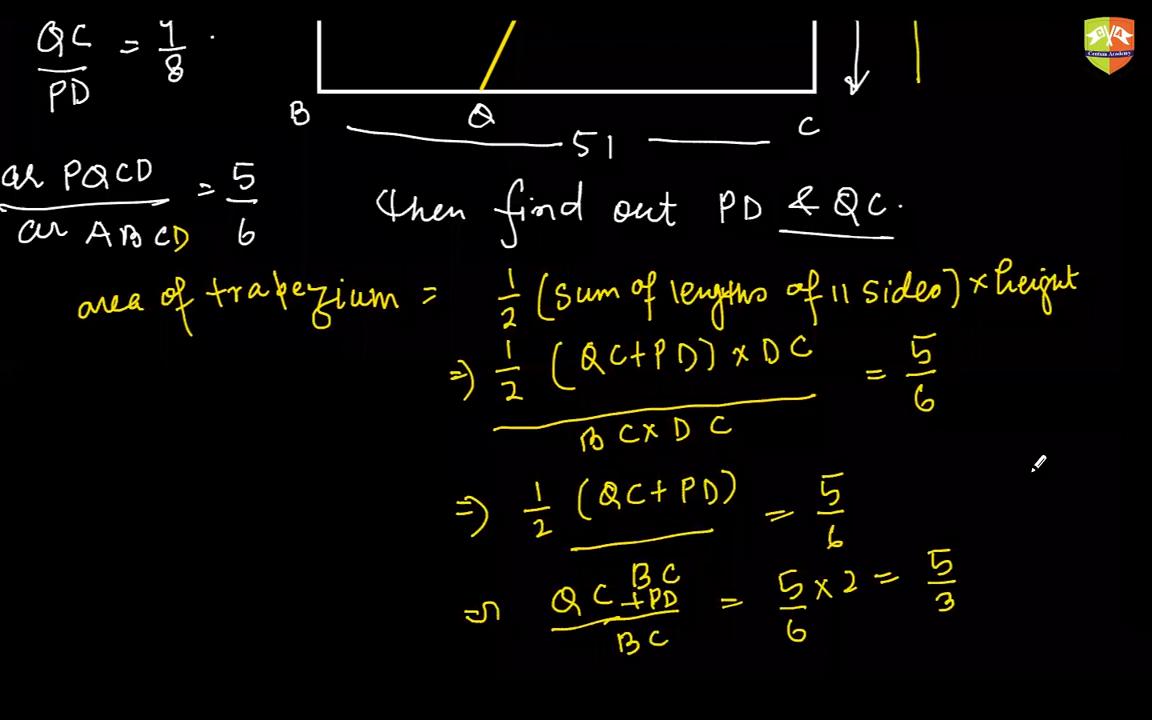 QC/PD = 7/8 .
B Q C
51
ar PQCD/ar ABCD = 5/6
then find out PD & QC.
area of trapezium = 1/2 (sum of lengths of 11 sides) × height
=> 1/2 (QC+PD) × DC / BC×DC = 5/6
=> 1/2 (QC+PD) / BC = 5/6
=> QC+PD / BC = 5/6 × 2 = 5/3